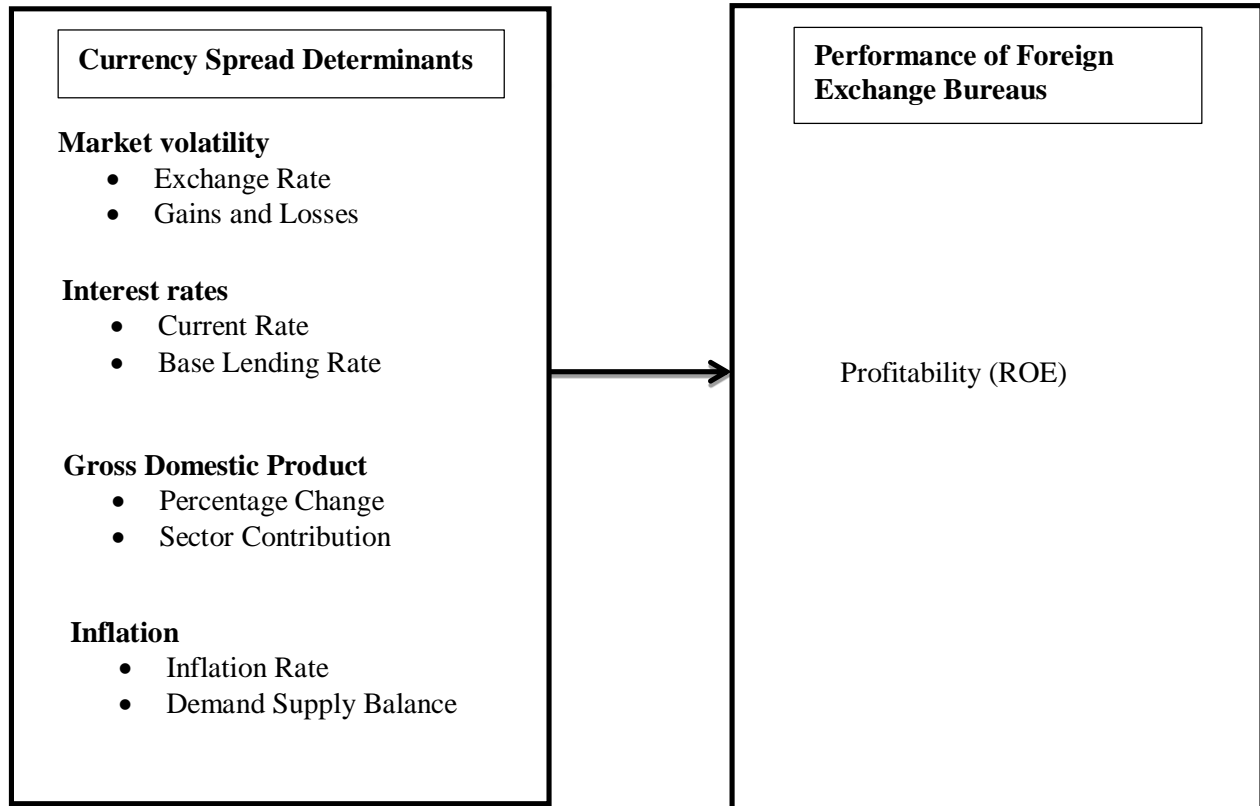 Currency Spread Determinants
Market volatility
• Exchange Rate
• Gains and Losses
Interest rates
• Current Rate
• Base Lending Rate
Gross Domestic Product
• Percentage Change
• Sector Contribution
Inflation
• Inflation Rate
• Demand Supply Balance
Performance of Foreign
Exchange Bureaus
Profitability (ROE)